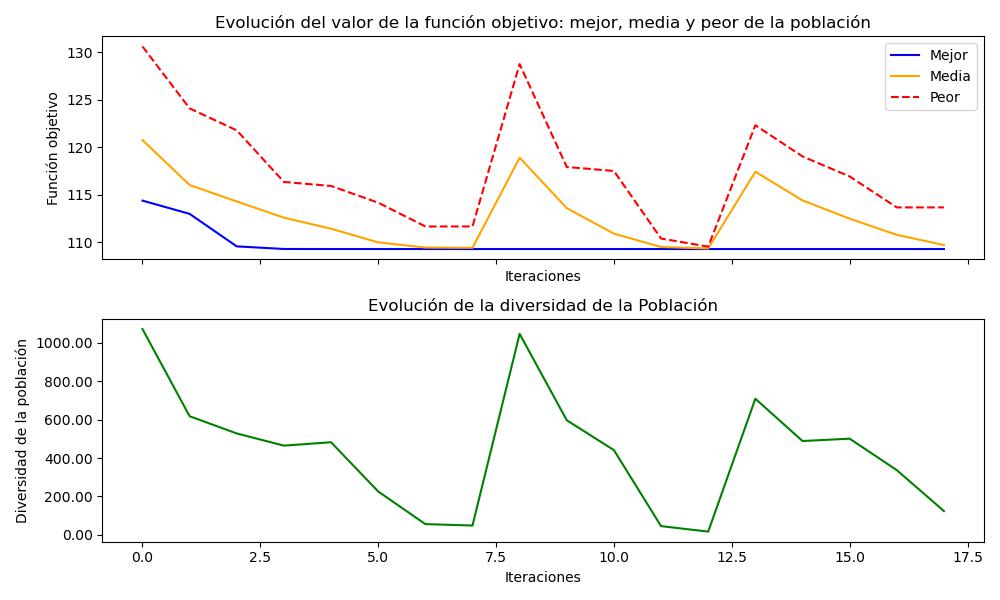 Evolución del valor de la función objetivo: mejor, media y peor de la población
130
125
120
115
110
Función objetivo
Mejor
Media
Peor
Iteraciones
Evolución de la diversidad de la Población
1000.00
800.00
600.00
400.00
200.00
0.00
Diversidad de la población
0.0 2.5 5.0 7.5 10.0 12.5 15.0 17.5
Iteraciones